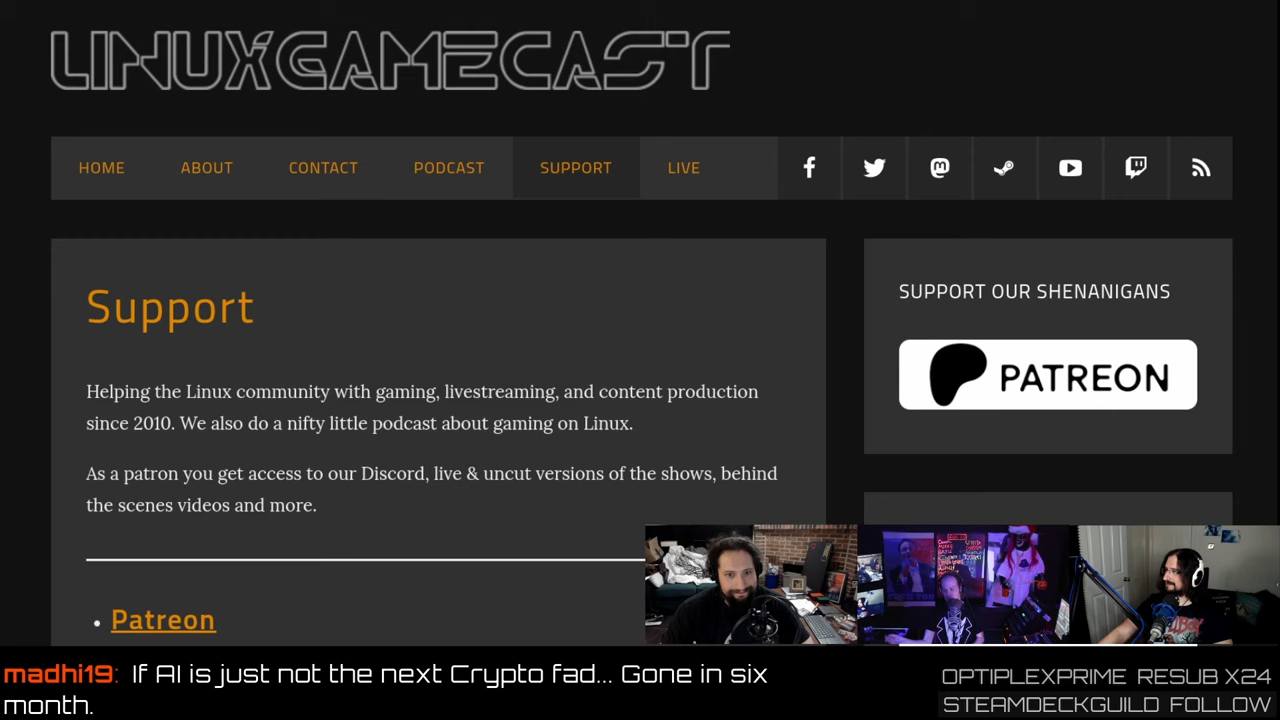 LINUXGAMECAST
HOME ABOUT CONTACT PODCAST SUPPORT LIVE
Support
Helping the Linux community with gaming, livestreaming, and content production
since 2010. We also do a nifty little podcast about gaming on Linux.
As a patron you get access to our Discord, live & uncut versions of the shows, behind
the scenes videos and more.
• Patreon
SUPPORT OUR SHENANIGANS
PATREON
madhi19: If AI is just not the next Crypto fad... Gone in six
month.
OPTIPLEXPRIME RESUB X24
STEAMDECKGUILD FOLLOW